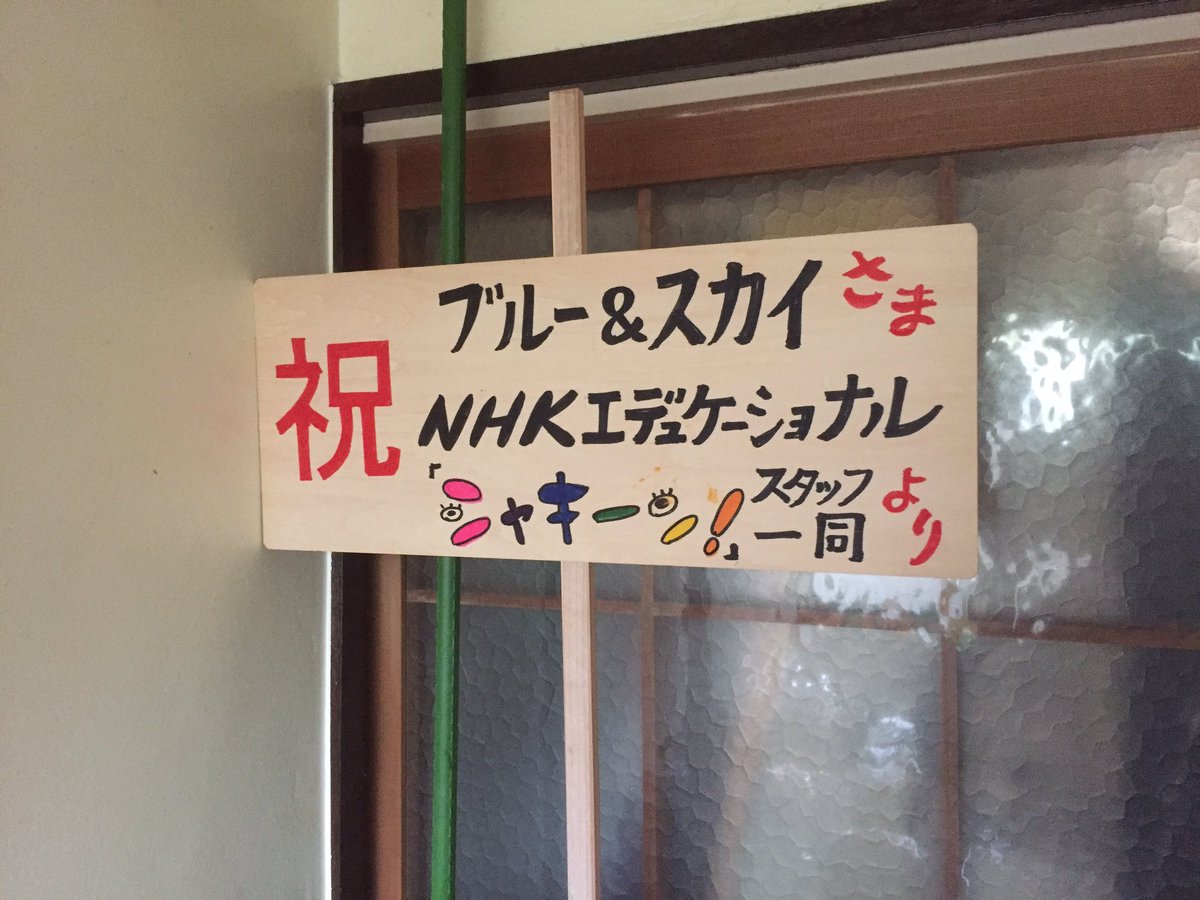 祝
ブルー&スカイさま
NHKエデュケーショナル
「シャキーン!」スタッフ一同より